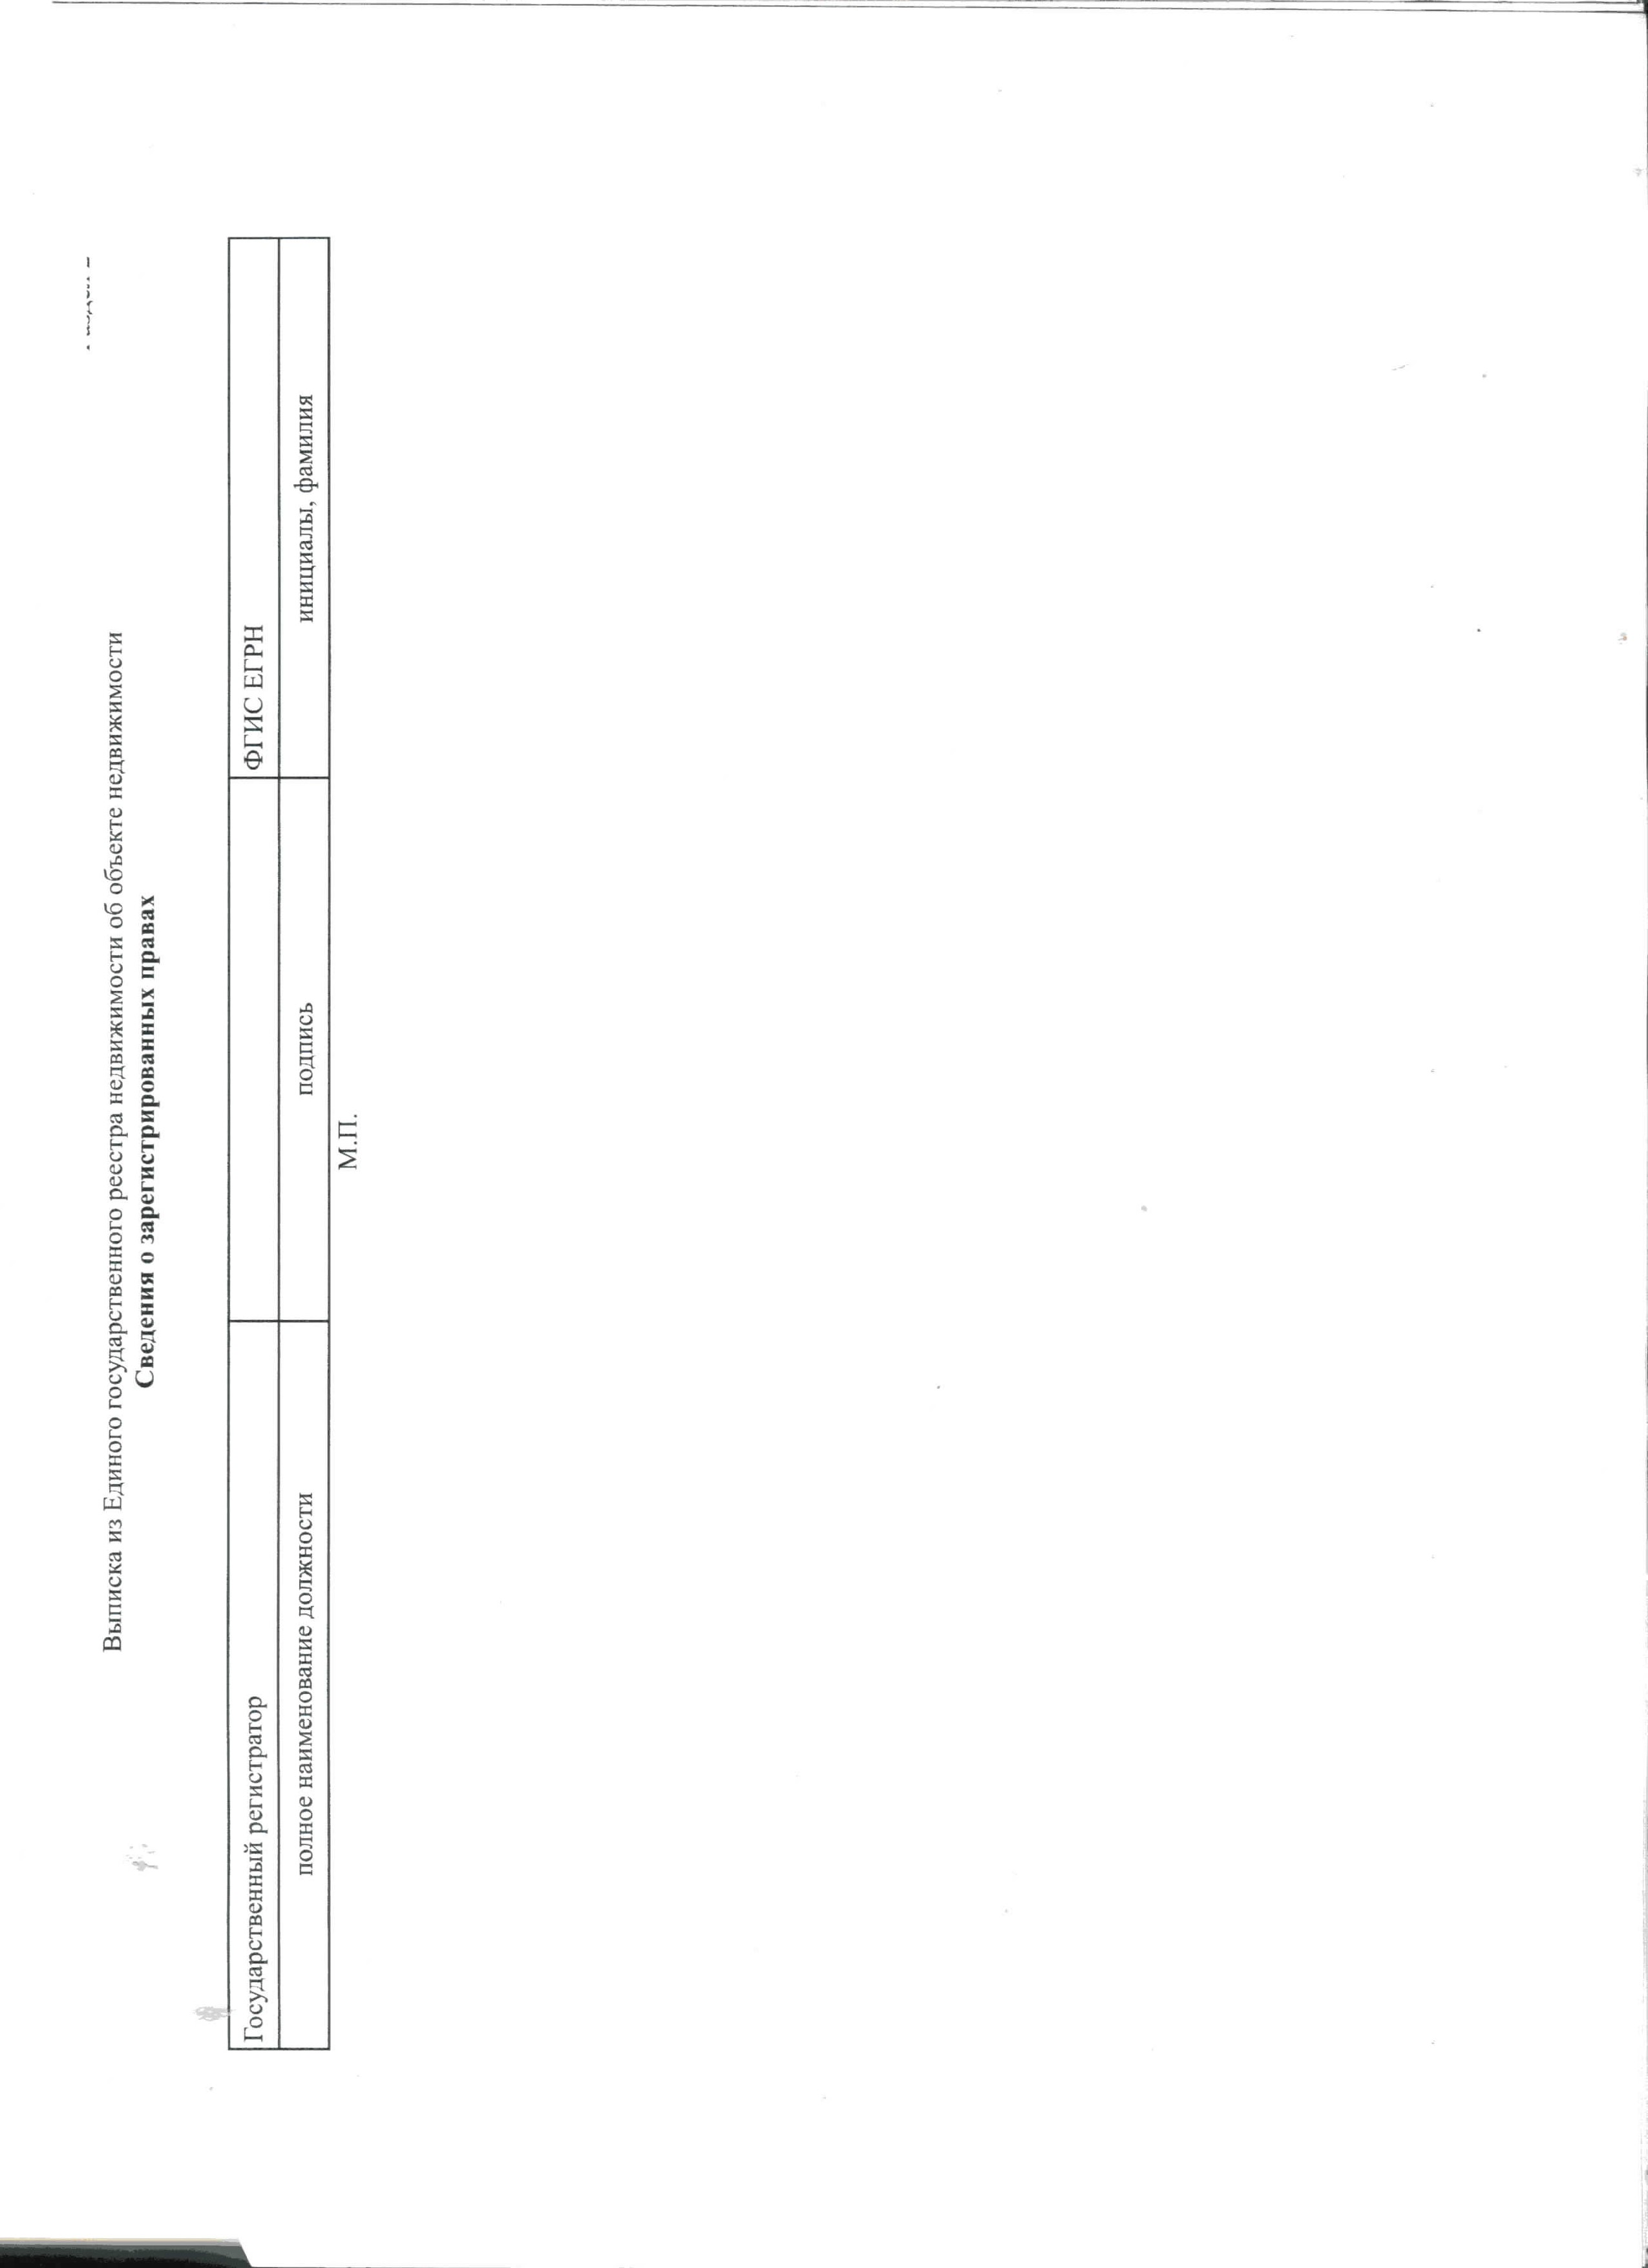 Выписка из Единого государственного реестра недвижимости об объекте недвижимости
Сведения о зарегистрированных правах
Государственный регистратор ФГИС ЕГРН
полное наименование должности подпись инициалы, фамилия
М.П.